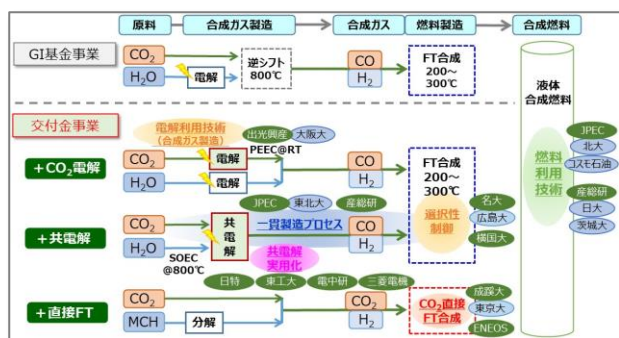 原料
合成ガス製造
合成ガス
燃料製造
合成燃料
GI基金事業
CO2
H2O
電解
逆シフト
800℃
CO
H2
FT合成
200～
300℃
液体
合成燃料
交付金事業
電解利用技術
(合成ガス製造)
出光興産
大阪大
PEEC@RT
+CO2電解
CO2
電解
H2O
電解
CO
H2
FT合成
200～
300℃
燃料
利用
技術
JPEC
北大
コスモ石油
産総研
日大
茨城大
JPEC
東北大
産総研
+共電解
CO2
H2O
共
電
解
一貫製造プロセス
CO
H2
選択性
制御
名大
広島大
横国大
SOEC
@800℃
共電解
実用化
日特
東工大
電中研
三菱電機
+直接FT
CO2
MCH
分解
CO2
H2
CO2直接
FT合成
成蹊大
東京大
ENEOS